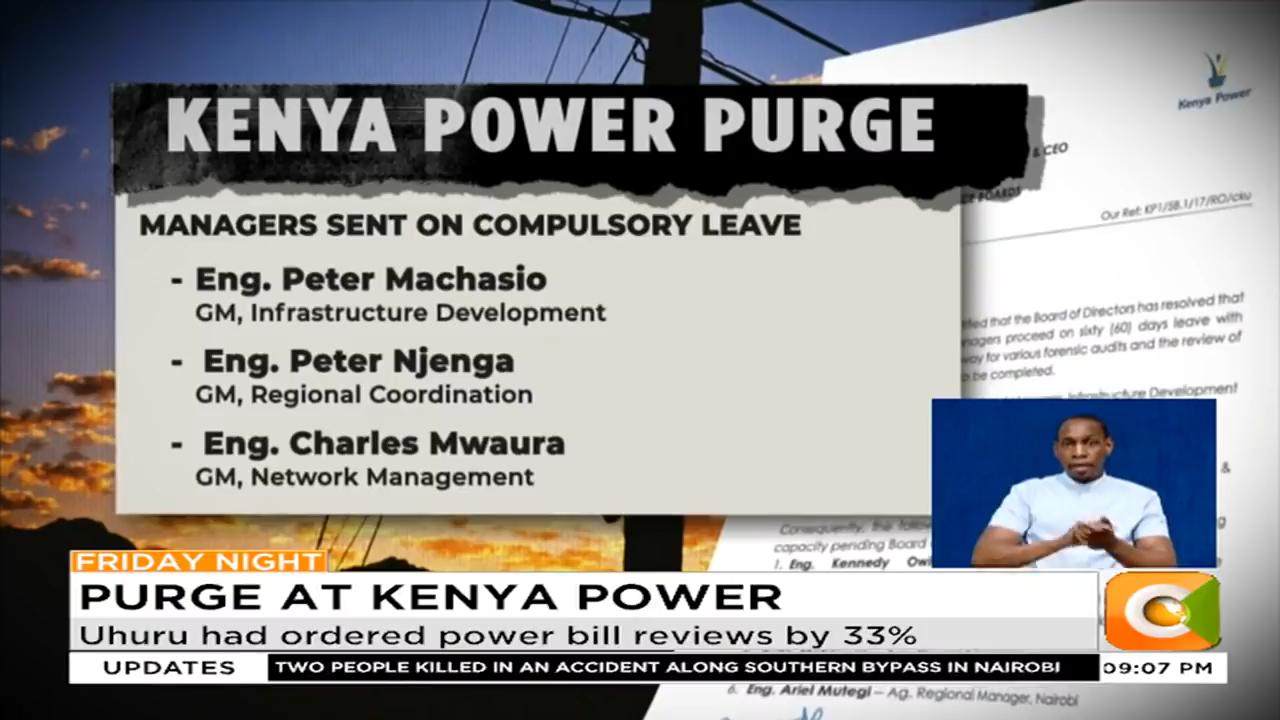 KENYA POWER PURGE
MANAGERS SENT ON COMPULSORY LEAVE
- Eng. Peter Machasio
GM, Infrastructure Development
- Eng. Peter Njenga
GM, Regional Coordination
- Eng. Charles Mwaura
GM, Network Management
Kenya Power
& CEO
BOARDS
Our Ref: KP1/5B.1/17/RO/cku
that the Board of Directors has resolved that
proceed on sixty (60) days leave with
for various forensic audits and the review of
be completed.
Infrastructure Development
&
Consequently, the
capacity pending Board
1. Eng. Kennedy
6. Eng. Ariel Mutegi – Ag. Regional Manager, Nairobi
FRIDAY NIGHT
PURGE AT KENYA POWER
Uhuru had ordered power bill reviews by 33%
UPDATES TWO PEOPLE KILLED IN AN ACCIDENT ALONG SOUTHERN BYPASS IN NAIROBI 09:07 PM